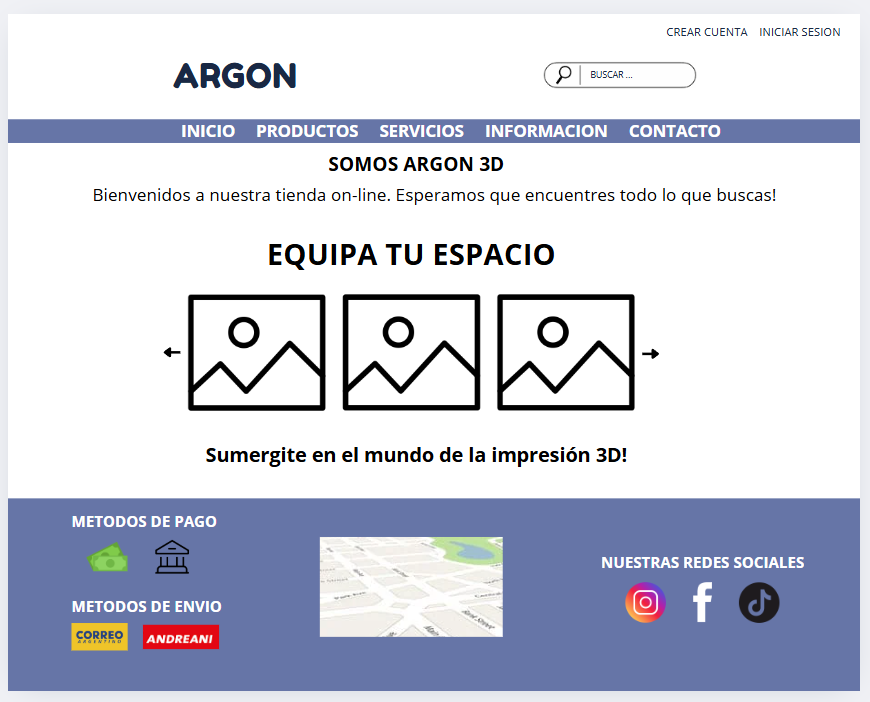 CREAR CUENTA INICIAR SESION
ARGON
BUSCAR ...
INICIO PRODUCTOS SERVICIOS INFORMACION CONTACTO
SOMOS ARGON 3D
Bienvenidos a nuestra tienda on-line. Esperamos que encuentres todo lo que buscas!
EQUIPA TU ESPACIO
Sumergite en el mundo de la impresión 3D!
METODOS DE PAGO
METODOS DE ENVIO
CORREO
ARGENTINO
ANDREANI
Main
NUESTRAS REDES SOCIALES